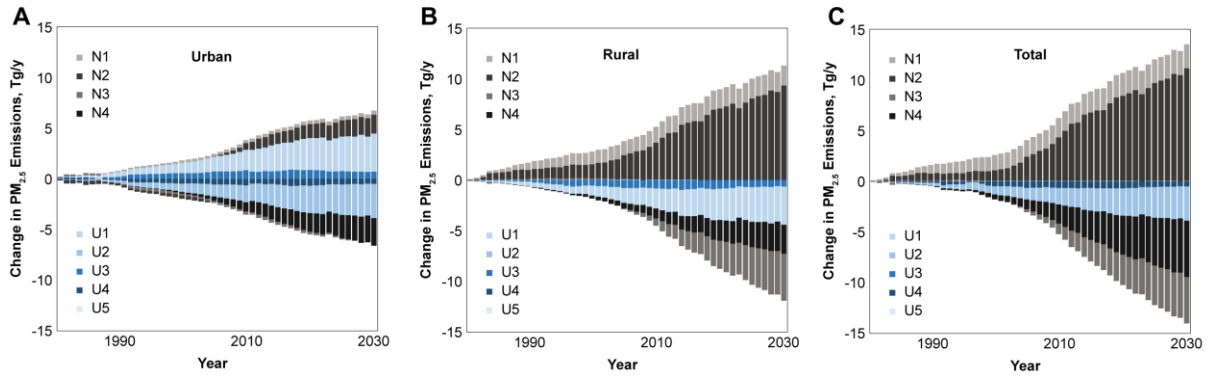 A
Urban
Change in PM2.5 Emissions, Tg/y
15
10
5
0
-5
-10
-15
N1
N2
N3
N4
U1
U2
U3
U4
U5
1990
2010
2030
Year
B
Rural
Change in PM2.5 Emissions, Tg/y
15
10
5
0
-5
-10
-15
N1
N2
N3
N4
U1
U2
U3
U4
U5
1990
2010
2030
Year
C
Total
Change in PM2.5 Emissions, Tg/y
15
10
5
0
-5
-10
-15
N1
N2
N3
N4
U1
U2
U3
U4
U5
1990
2010
2030
Year